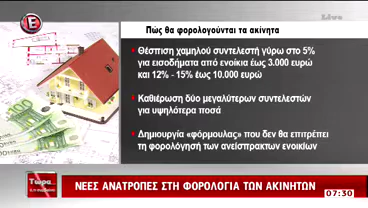 E
Live
Πώς θα φορολογούνται τα ακίνητα
Θέσπιση χαμηλού συντελεστή γύρω στο 5%
για εισοδήματα από ενοίκια έως 3.000 ευρώ
και 12% - 15% έως 10.000 ευρώ
Καθιέρωση δύο μεγαλύτερων συντελεστών
για υψηλότερα ποσά
Δημιουργία «φόρμουλας» που δεν θα επιτρέπει
τη φορολόγησή των ανείσπρακτων ενοικίων
Τώρα
ΝΕΕΣ ΑΝΑΤΡΟΠΕΣ ΣΤΗ ΦΟΡΟΛΟΓΙΑ ΤΩΝ ΑΚΙΝΗΤΩΝ
07:30